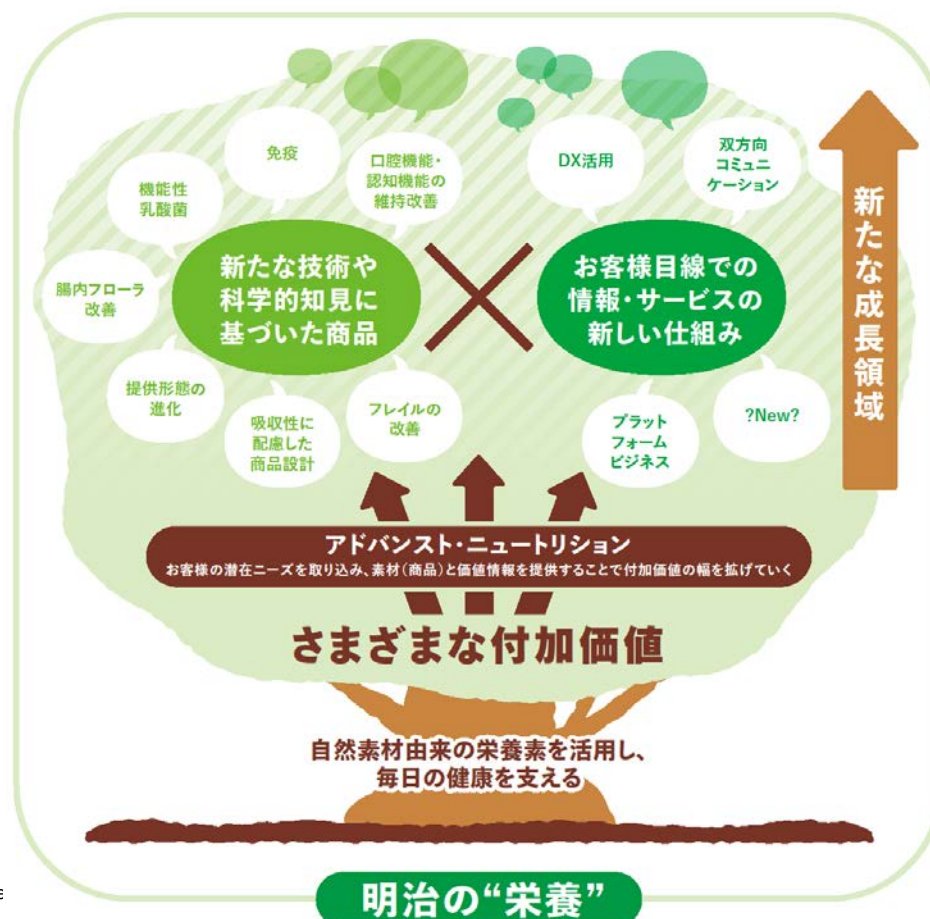 免疫
口腔機能・
認知機能の
維持改善
機能性
乳酸菌
腸内フローラ
改善
新たな技術や
科学的知見に
基づいた商品
提供形態の
進化
吸収性に
配慮した
商品設計
フレイルの
改善
DX活用
双方向
コミュニ
ケーション
お客様目線での
情報・サービスの
新しい仕組み
プラット
フォーム
ビジネス
?New?
新たな成長領域
アドバンスト・ニュートリション
お客様の潜在ニーズを取り込み、素材(商品)と価値情報を提供することで付加価値の幅を拡げていく
さまざまな付加価値
自然素材由来の栄養素を活用し、
毎日の健康を支える
明治の“栄養”